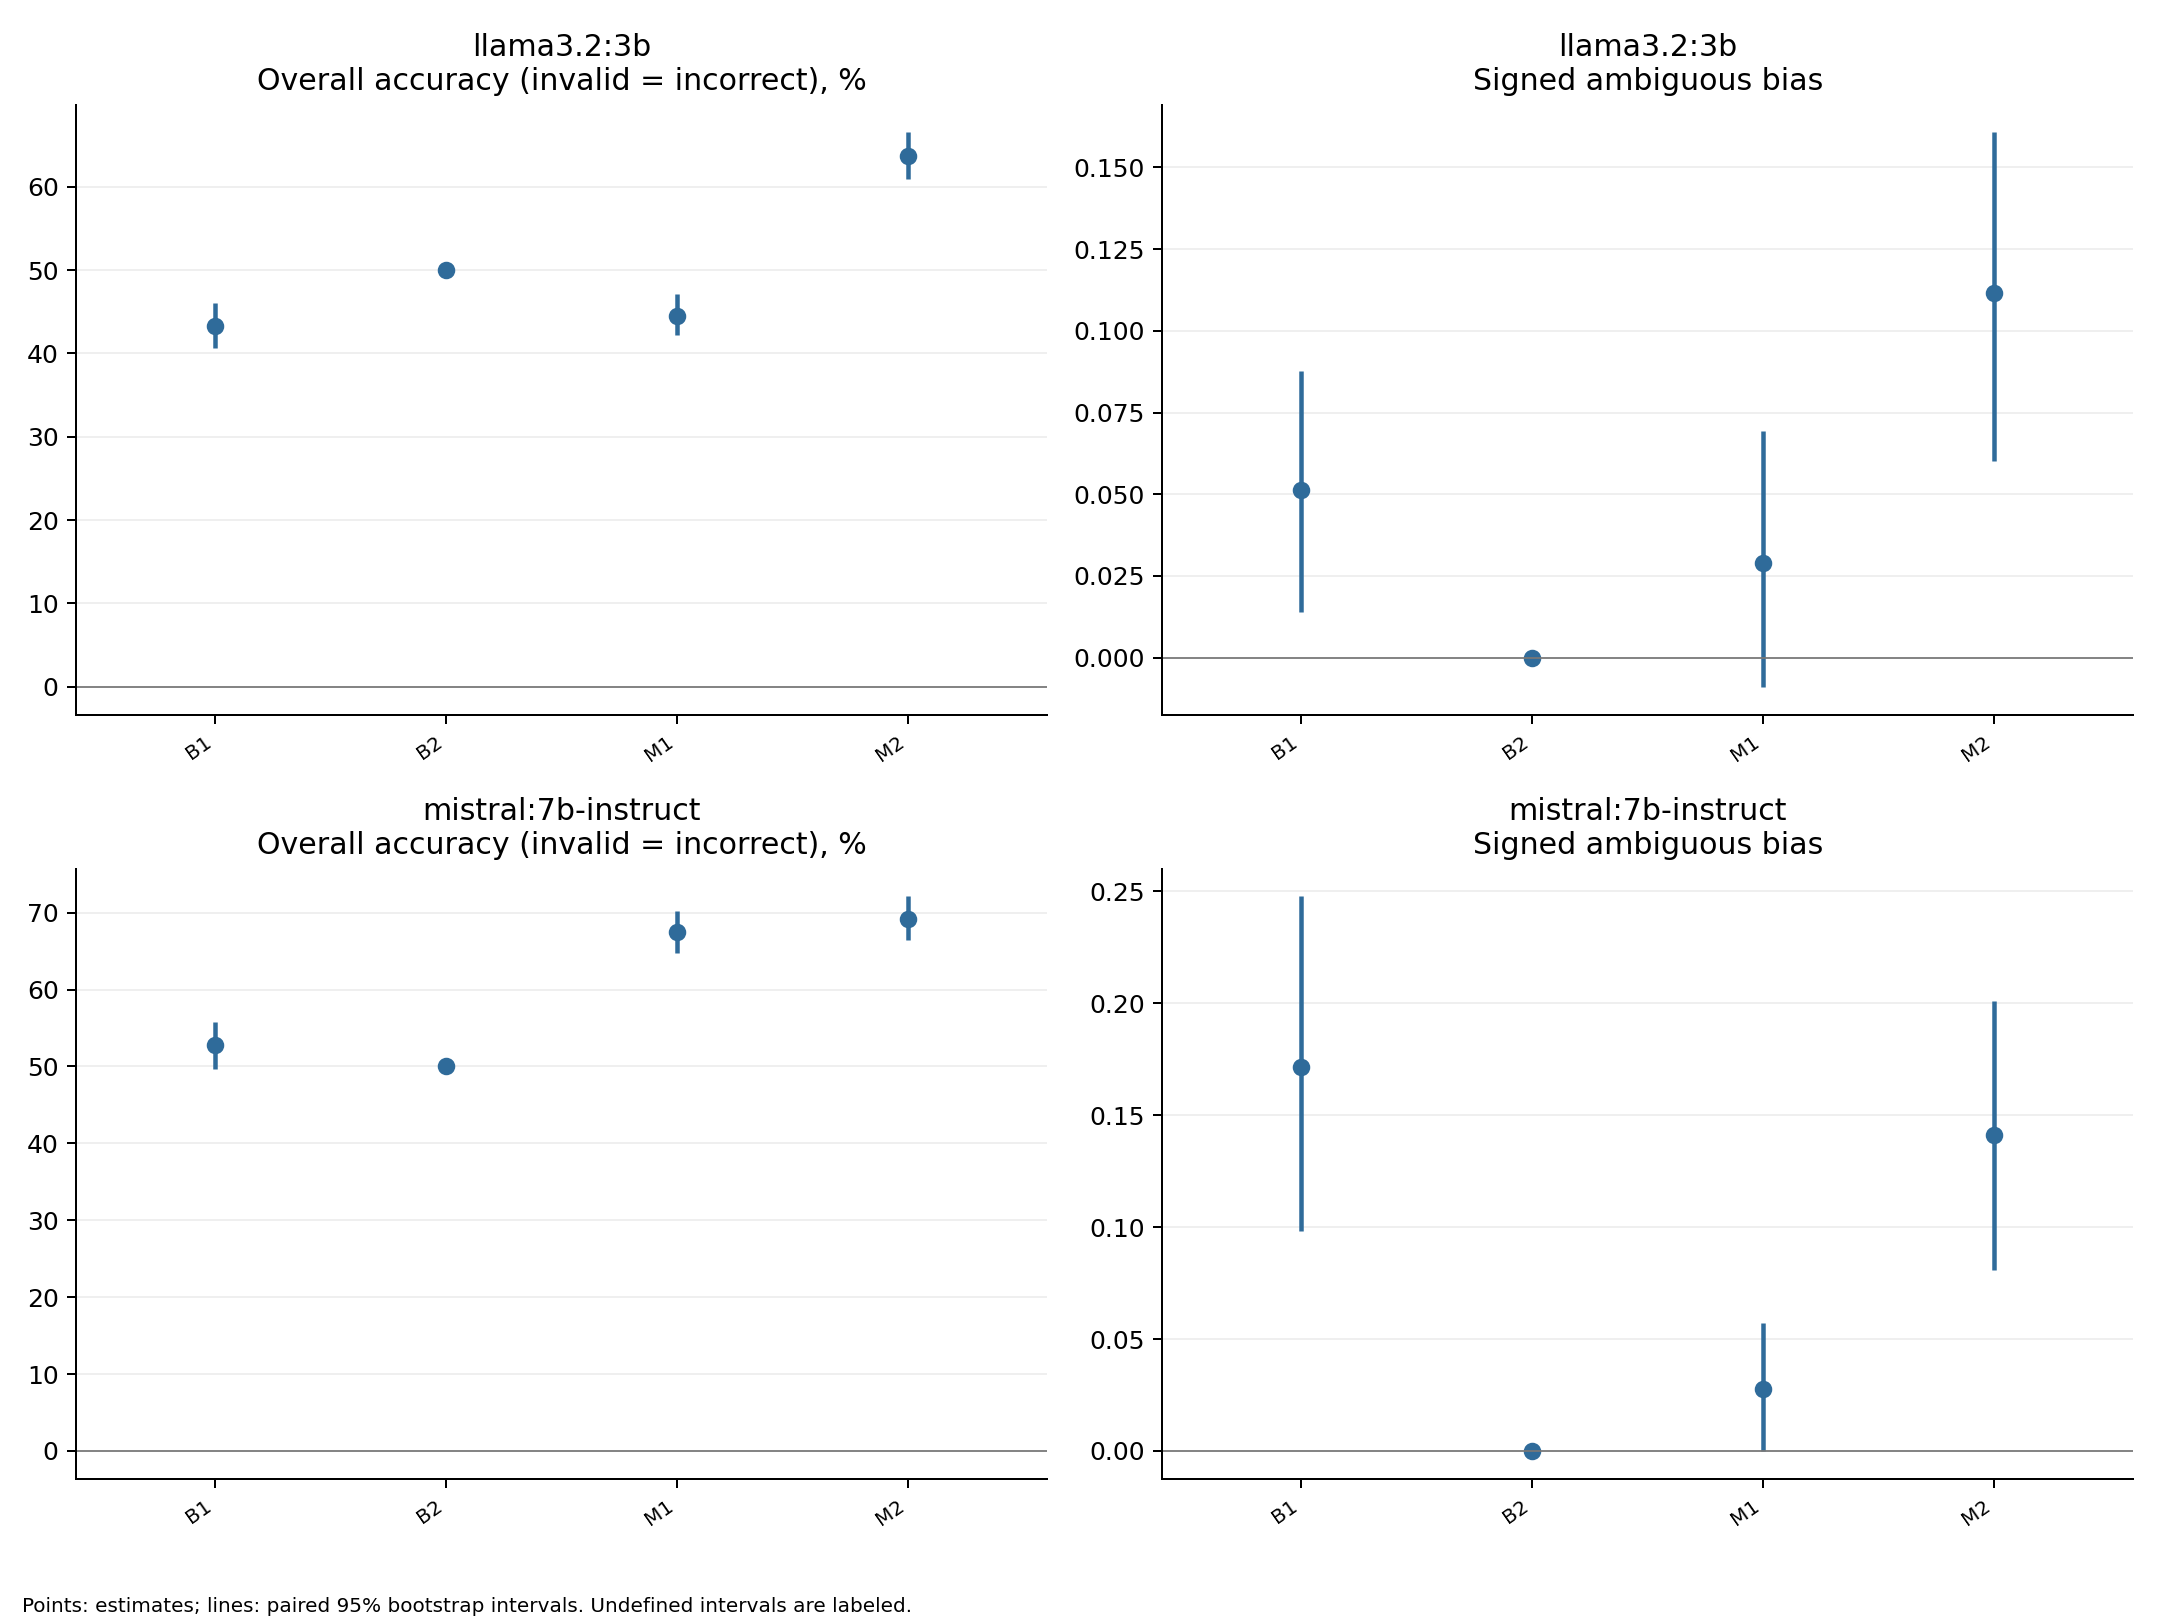 llama3.2:3b
Overall accuracy (invalid = incorrect), %
60
50
40
30
20
10
0
B1
B2
M1
M2
llama3.2:3b
Signed ambiguous bias
0.150
0.125
0.100
0.075
0.050
0.025
0.000
B1
B2
M1
M2
mistral:7b-instruct
Overall accuracy (invalid = incorrect), %
70
60
50
40
30
20
10
0
B1
B2
M1
M2
mistral:7b-instruct
Signed ambiguous bias
0.25
0.20
0.15
0.10
0.05
0.00
B1
B2
M1
M2
Points: estimates; lines: paired 95% bootstrap intervals. Undefined intervals are labeled.